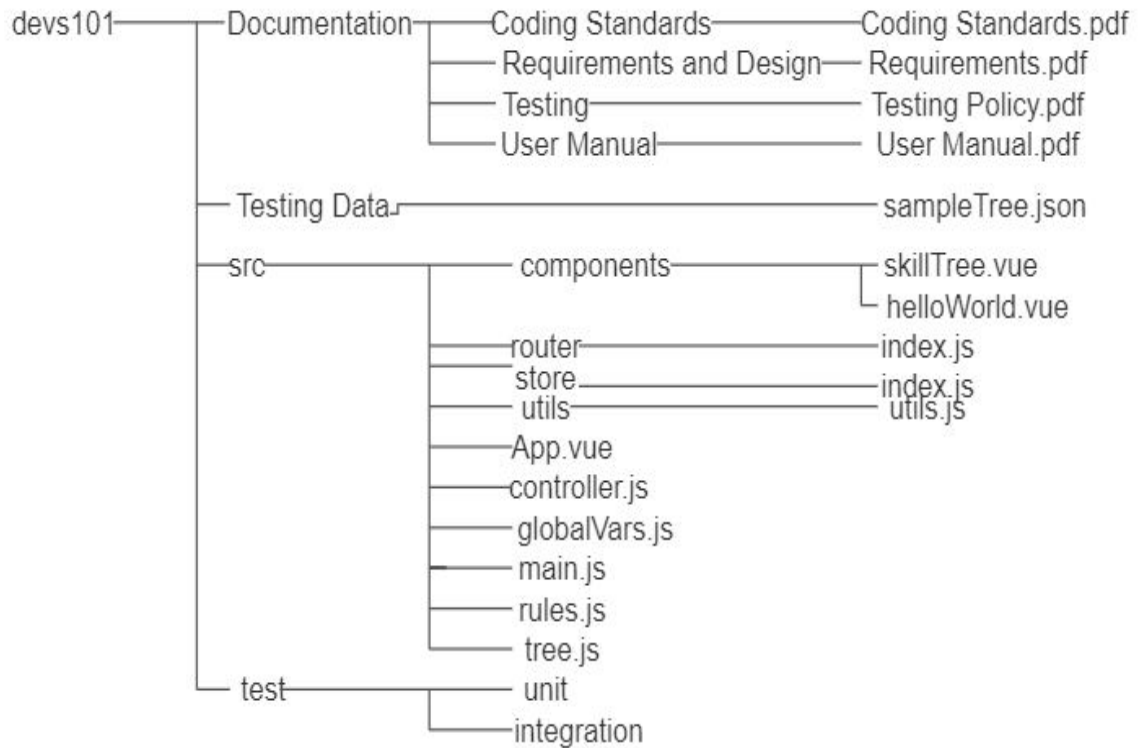 devs101 Documentation Coding Standards Coding Standards.pdf
Requirements and Design Requirements.pdf
Testing Testing Policy.pdf
User Manual User Manual.pdf
Testing Data sampleTree.json
src components skillTree.vue
helloWorld.vue
router index.js
store index.js
utils utils.js
App.vue
controller.js
globalVars.js
main.js
rules.js
tree.js
test unit
integration